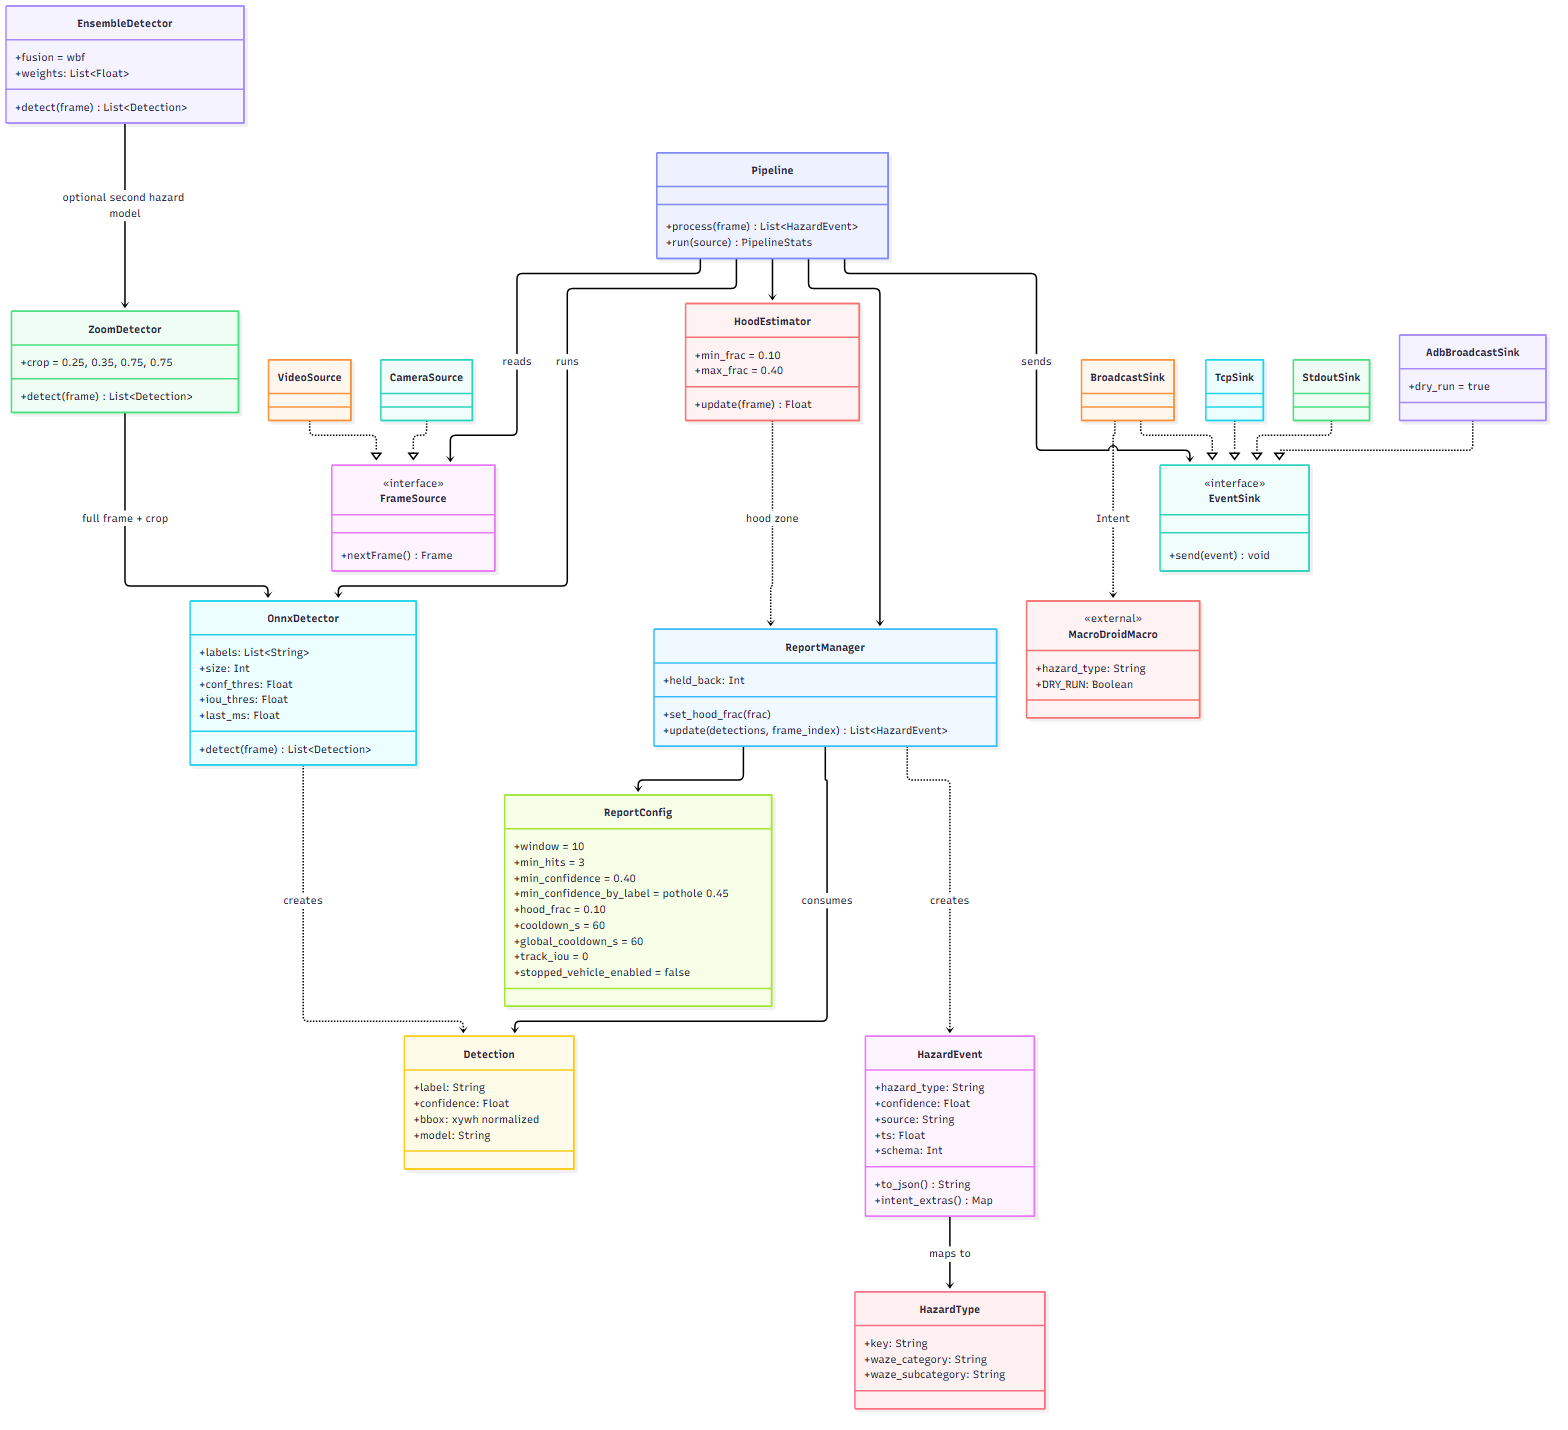 EnsembleDetector
+fusion = wbf
+weights: List<Float>
+detect(frame) : List<Detection>
optional second hazard
model
Pipeline
+process(frame) : List<HazardEvent>
+run(source) : PipelineStats
ZoomDetector
+crop = 0.25, 0.35, 0.75, 0.75
+detect(frame) : List<Detection>
VideoSource
CameraSource
reads
runs
HoodEstimator
+min_frac = 0.10
+max_frac = 0.40
+update(frame) : Float
sends
BroadcastSink
TcpSink
StdoutSink
AdbBroadcastSink
+dry_run = true
full frame + crop
«interface»
FrameSource
+nextFrame() : Frame
hood zone
Intent
«interface»
EventSink
+send(event) : void
OnnxDetector
+labels: List<String>
+size: Int
+conf_thres: Float
+iou_thres: Float
+last_ms: Float
+detect(frame) : List<Detection>
ReportManager
+held_back: Int
+set_hood_frac(frac)
+update(detections, frame_index) : List<HazardEvent>
«external»
MacroDroidMacro
+hazard_type: String
+DRY_RUN: Boolean
creates
ReportConfig
+window = 10
+min_hits = 3
+min_confidence = 0.40
+min_confidence_by_label = pothole 0.45
+hood_frac = 0.10
+cooldown_s = 60
+global_cooldown_s = 60
+track_iou = 0
+stopped_vehicle_enabled = false
consumes
creates
Detection
+label: String
+confidence: Float
+bbox: xywh normalized
+model: String
HazardEvent
+hazard_type: String
+confidence: Float
+source: String
+ts: Float
+schema: Int
+to_json() : String
+intent_extras() : Map
maps to
HazardType
+key: String
+waze_category: String
+waze_subcategory: String